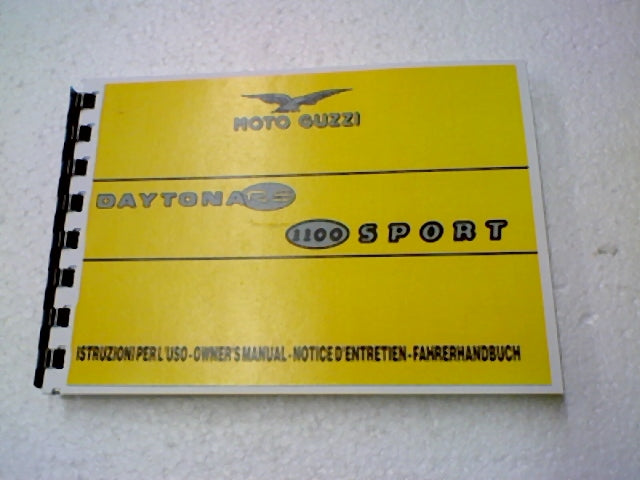 MOTO GUZZI
DAYTONA RS
1100 SPORT
ISTRUZIONI PER L'USO - OWNER'S MANUAL - NOTICE D'ENTRETIEN - FAHRERHANDBUCH